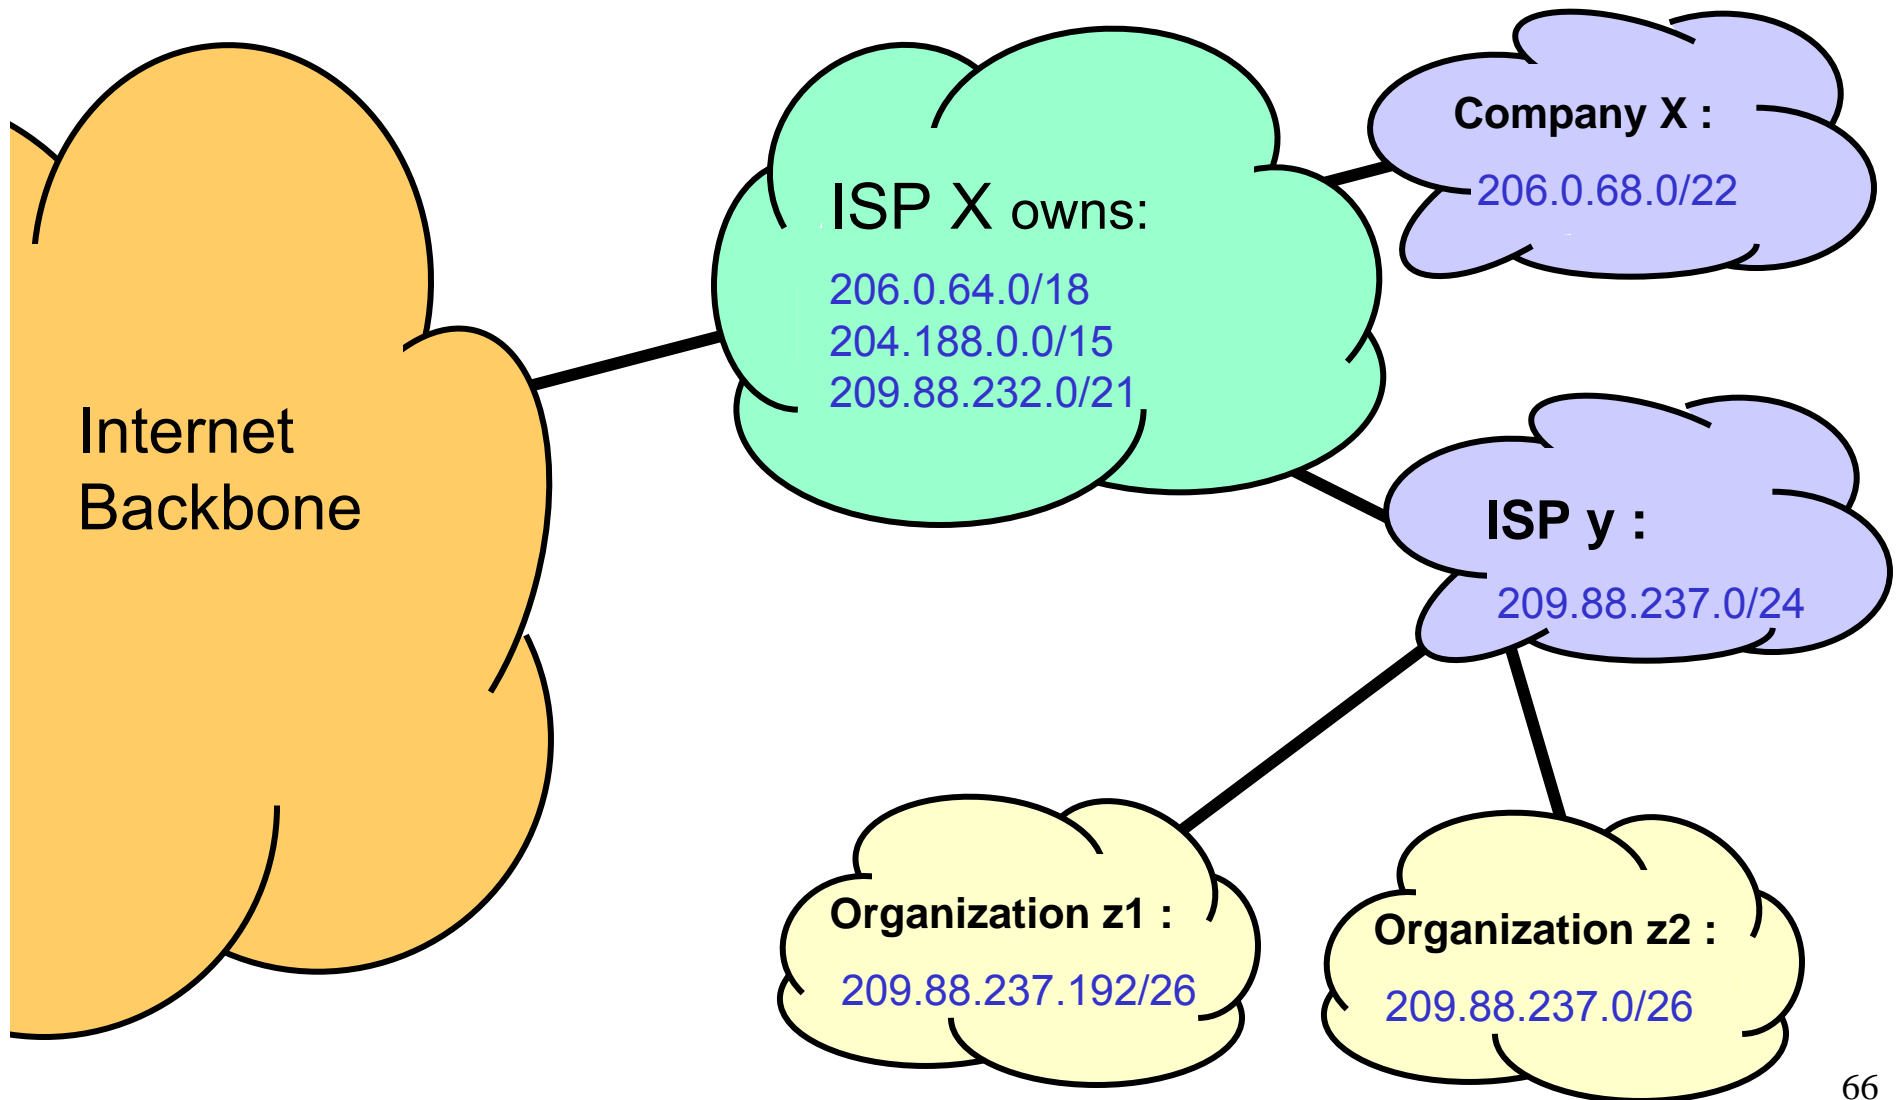 Internet
Backbone
ISP X owns:
206.0.64.0/18
204.188.0.0/15
209.88.232.0/21
Company X :
206.0.68.0/22
ISP y :
209.88.237.0/24
Organization z1 :
209.88.237.192/26
Organization z2 :
209.88.237.0/26
66